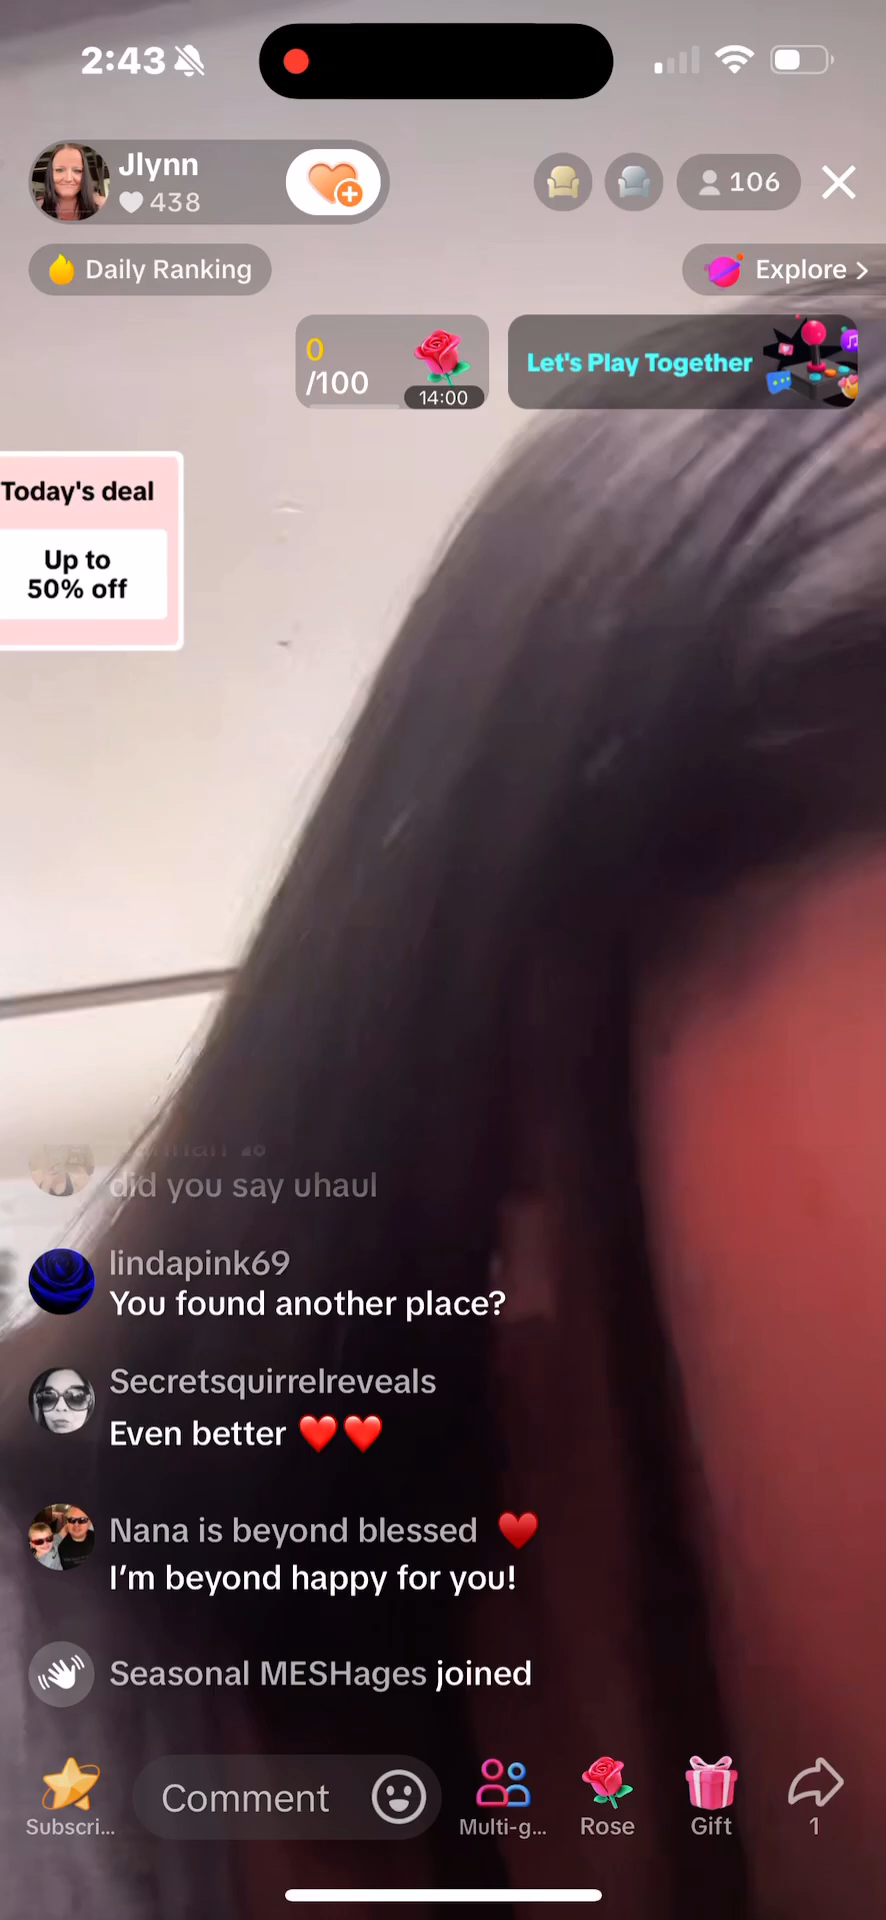 2:43
Jlynn
438
106
Daily Ranking
Explore >
0
/100
14:00
Let's Play Together
Today's deal
Up to
50% off
did you say uhaul
lindapink69
You found another place?
Secretsquirrelreveals
Even better ❤️❤️
Nana is beyond blessed ❤️
I’m beyond happy for you!
Seasonal MESHages joined
Comment
Subscri...
Multi-g...
Rose
Gift
1